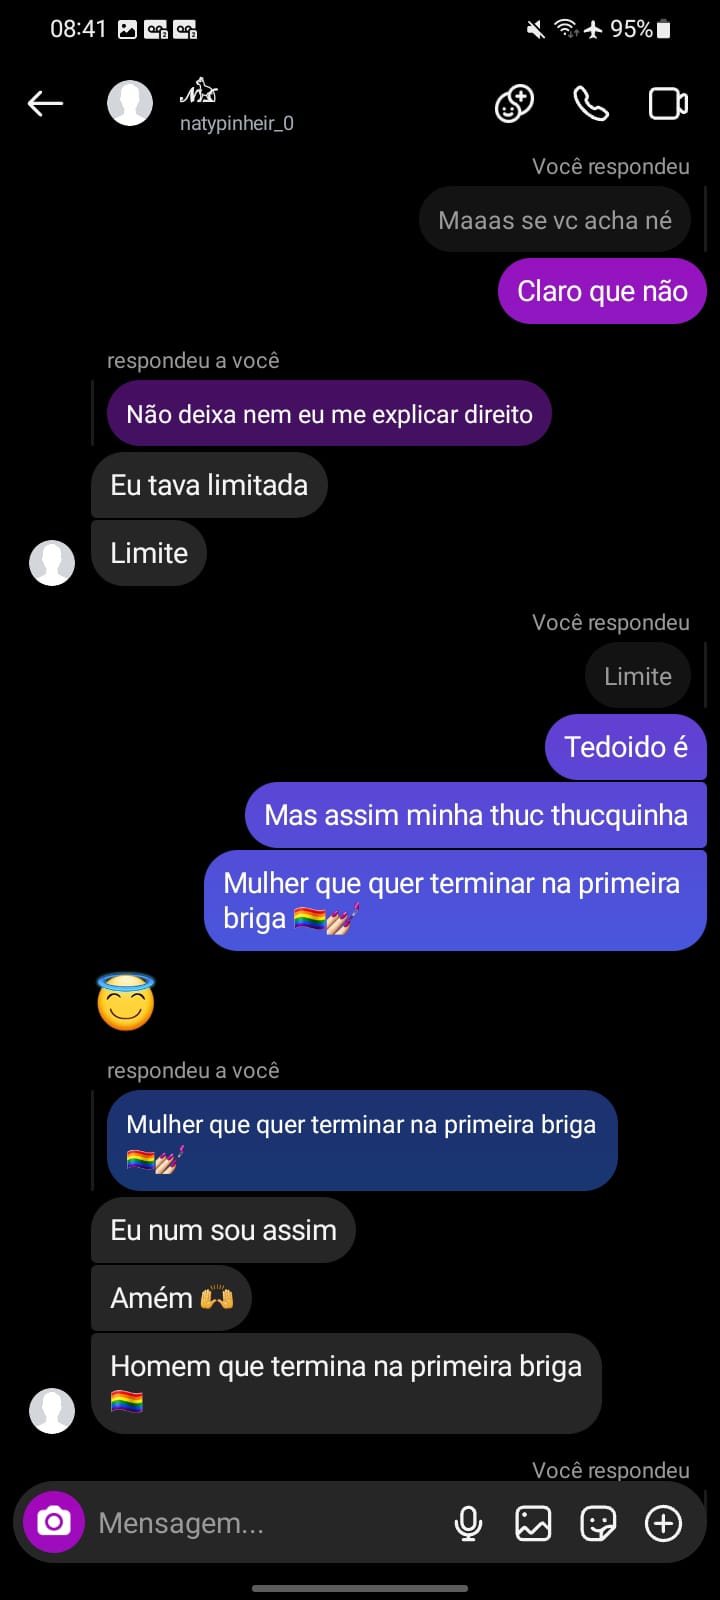 08:41
95%
natypinheir_0
Você respondeu
Maaas se vc acha né
Claro que não
respondeu a você
Não deixa nem eu me explicar direito
Eu tava limitada
Limite
Você respondeu
Limite
Tedoido é
Mas assim minha thuc thucquinha
Mulher que quer terminar na primeira
briga 🏳️‍🌈💅🏻
😇
respondeu a você
Mulher que quer terminar na primeira briga
🏳️‍🌈💅🏻
Eu num sou assim
Amém 🙌
Homem que termina na primeira briga
🏳️‍🌈
Você respondeu
Mensagem...